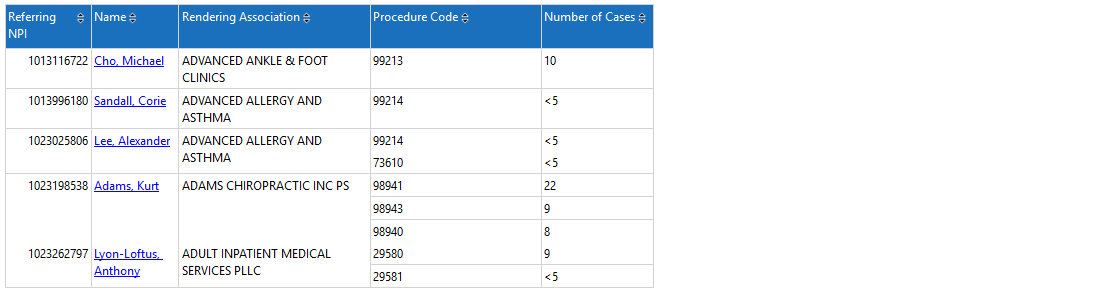 Referring NPI Name Rendering Association Procedure Code Number of Cases
1013116722 Cho, Michael ADVANCED ANKLE & FOOT 99213 10
CLINICS
1013996180 Sandall, Corie ADVANCED ALLERGY AND 99214 <5
ASTHMA
1023025806 Lee, Alexander ADVANCED ALLERGY AND 99214 <5
ASTHMA 73610 <5
1023198538 Adams, Kurt ADAMS CHIROPRACTIC INC PS 98941 22
98943 9
98940 8
1023262797 Lyon-Loftus, ADULT INPATIENT MEDICAL 29580 9
Anthony SERVICES PLLC 29581 <5